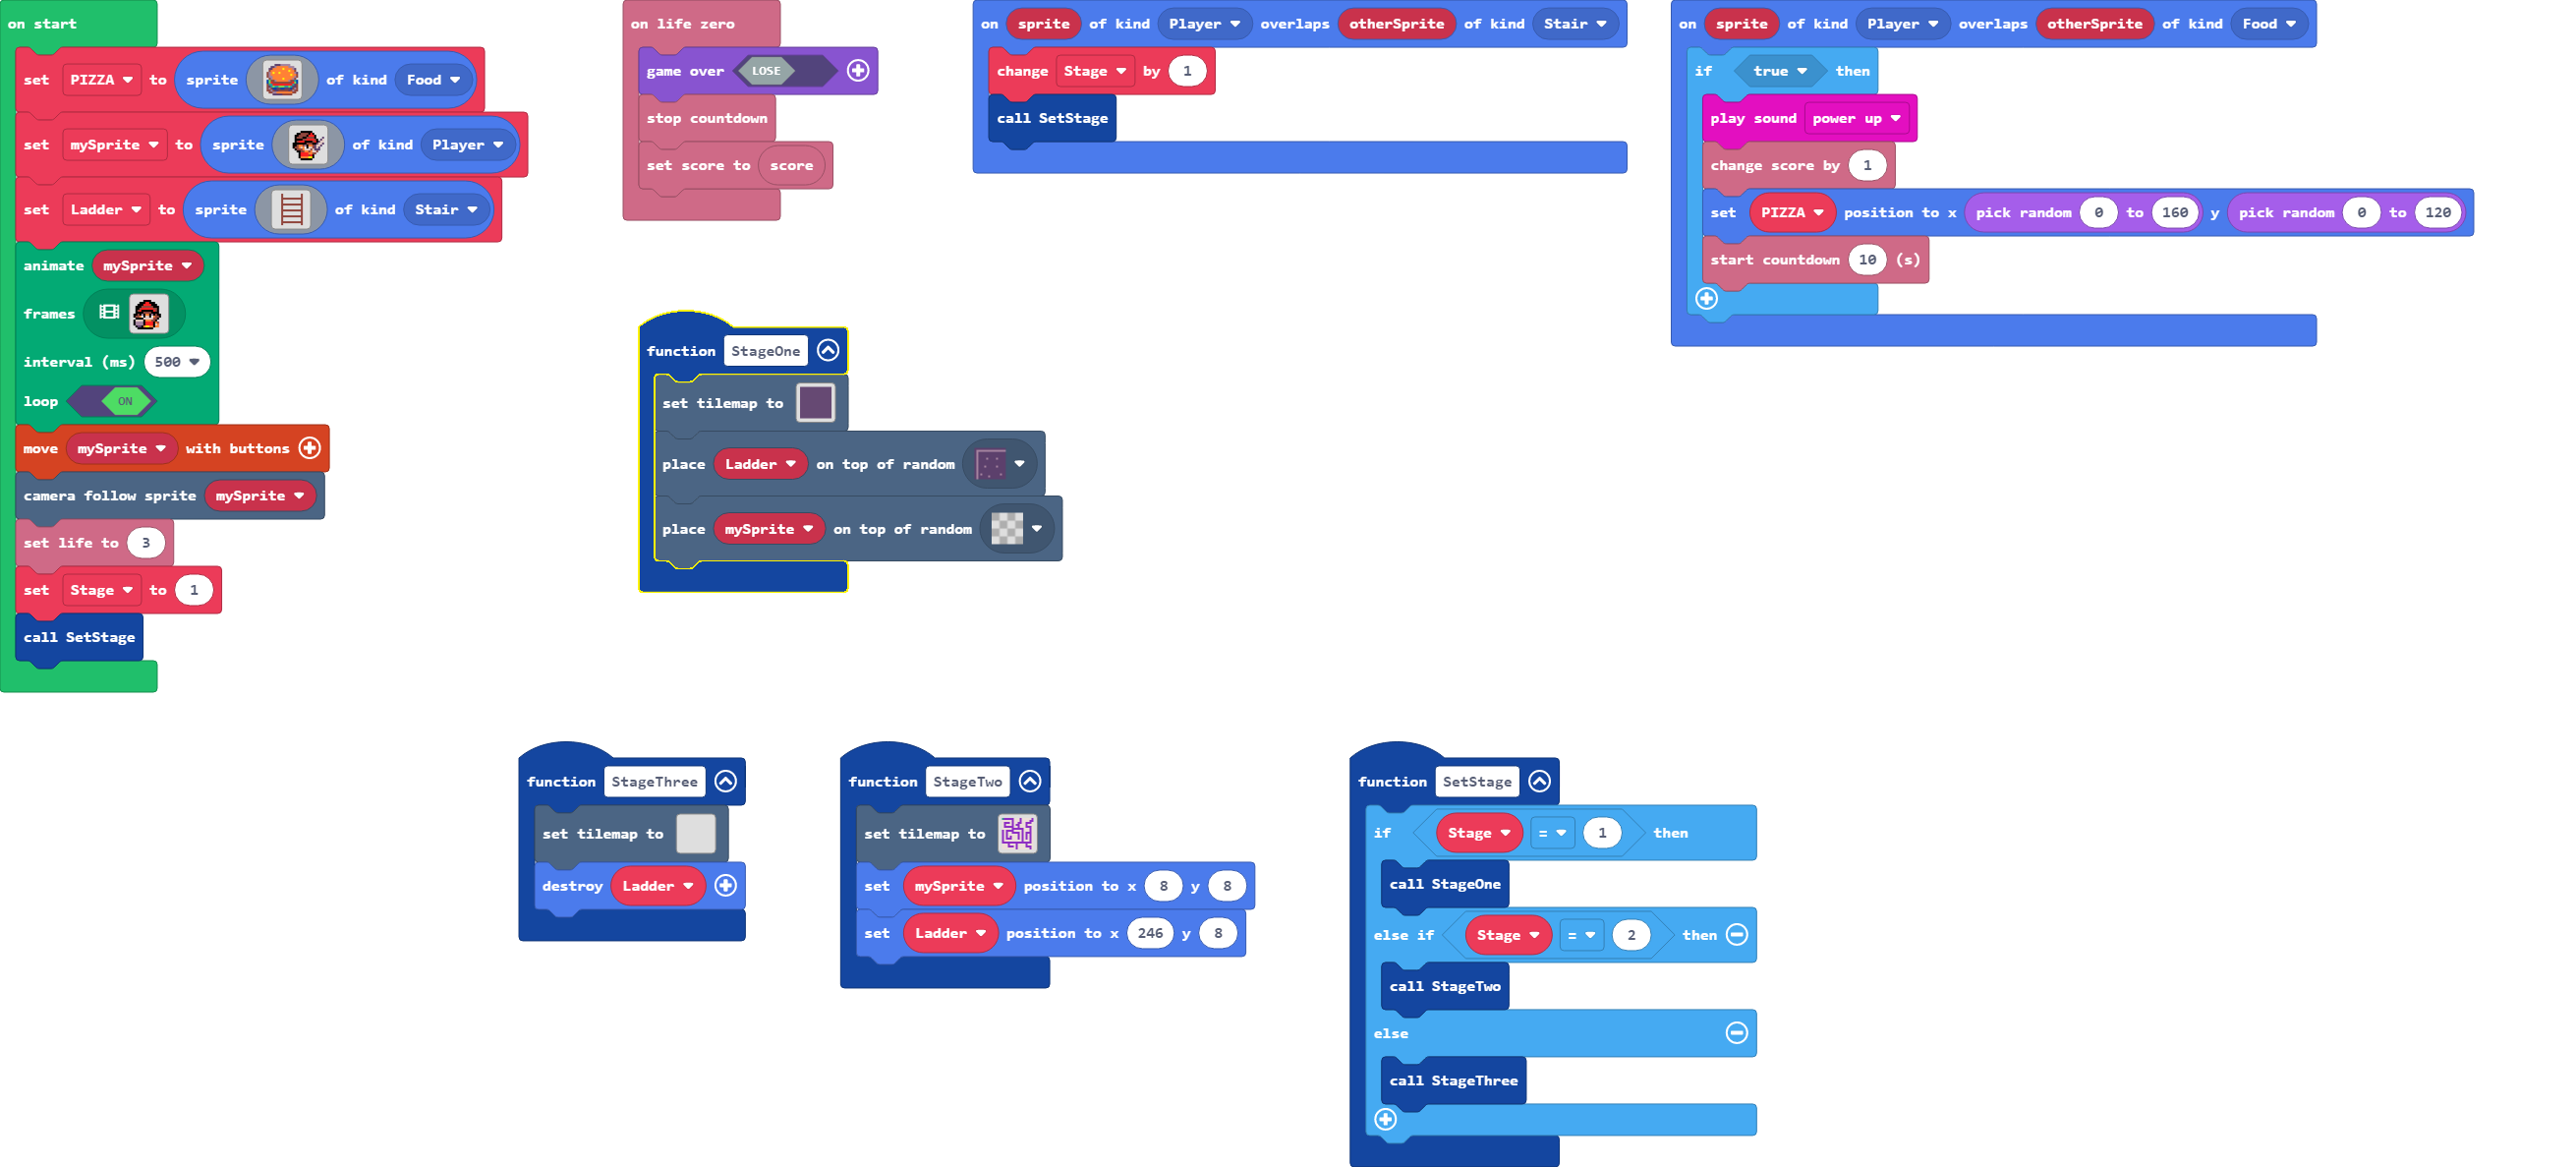 on start
set PIZZA to sprite of kind Food
set mySprite to sprite of kind Player
set Ladder to sprite of kind Stair
animate mySprite
frames
interval (ms) 500
loop ON
move mySprite with buttons
camera follow sprite mySprite
set life to 3
set Stage to 1
call SetStage
on life zero
game over LOSE
stop countdown
set score to score
on sprite of kind Player overlaps otherSprite of kind Stair
change Stage by 1
call SetStage
on sprite of kind Player overlaps otherSprite of kind Food
if true then
play sound power up
change score by 1
set PIZZA position to x pick random 0 to 160 y pick random 0 to 120
start countdown 10 (s)
function StageOne
set tilemap to
place Ladder on top of random
place mySprite on top of random
function StageThree
set tilemap to
destroy Ladder
function StageTwo
set tilemap to
set mySprite position to x 8 y 8
set Ladder position to x 246 y 8
function SetStage
if Stage = 1 then
call StageOne
else if Stage = 2 then
call StageTwo
else
call StageThree